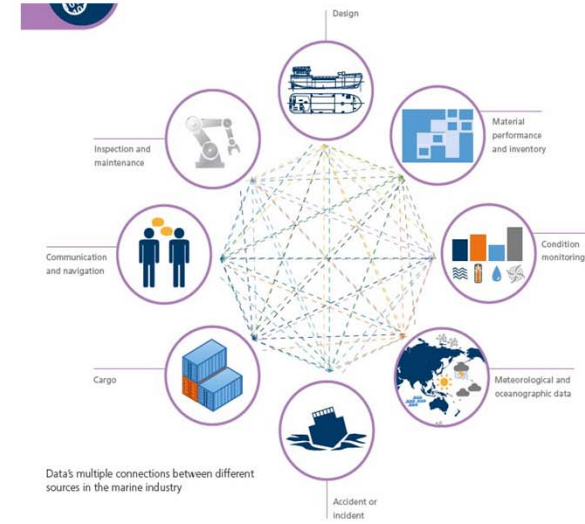 Design
Material
performance
and inventory
Inspection and
maintenance
Communication
and navigation
Condition
monitoring
Cargo
Meteorological and
oceanographic data
Data's multiple connections between different
sources in the marine industry
Accident or
incident